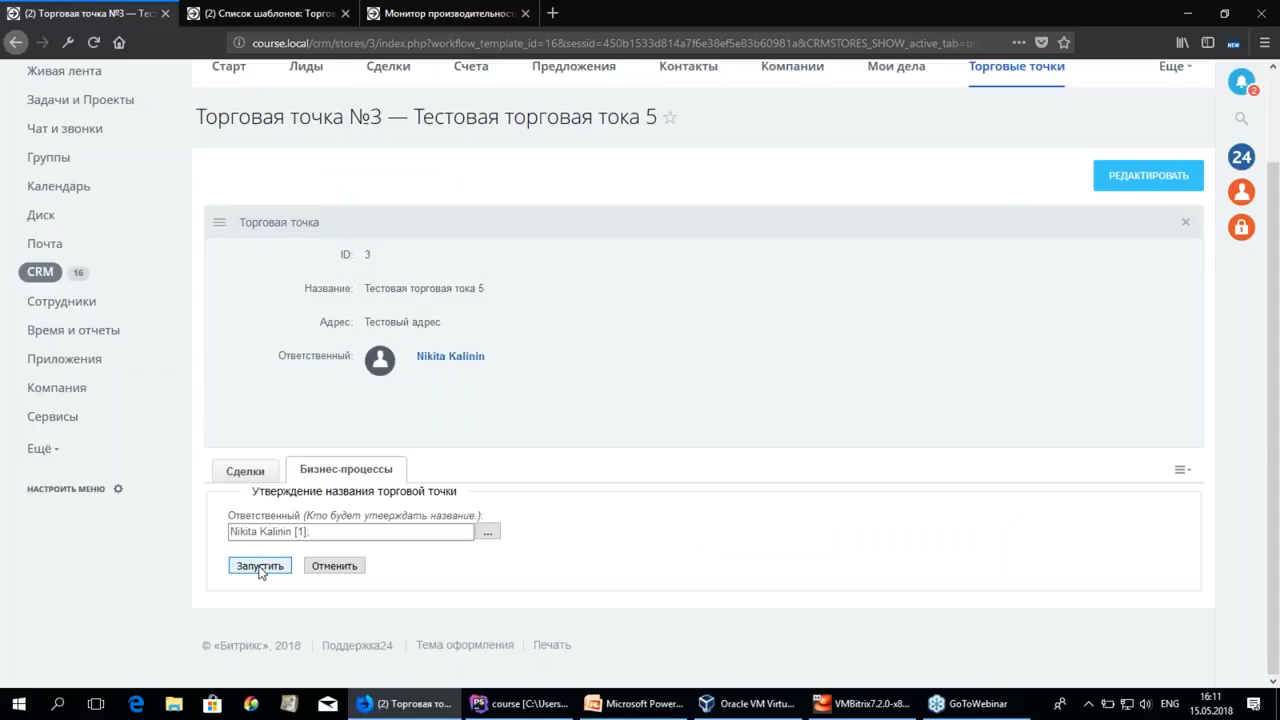 (2) Торговая точка №3 — Тест
(2) Список шаблонов: Торгов
Монитор производительност
course.local/crm/stores/3/index.php?workflow_template_id=16&sessid=450b1533d814a7f6e38ef5e83b60981a&CRMSTORES_SHOW_active_tab=b
NEW
Живая лента
Задачи и Проекты
Чат и звонки
Группы
Календарь
Диск
Почта
CRM 16
Сотрудники
Время и отчеты
Приложения
Компания
Сервисы
Ещё
НАСТРОИТЬ МЕНЮ
Старт Лиды Сделки Счета Предложения Контакты Компании Мои дела Торговые точки Еще
Торговая точка №3 — Тестовая торговая тока 5
РЕДАКТИРОВАТЬ
Торговая точка
ID: 3
Название: Тестовая торговая тока 5
Адрес: Тестовый адрес
Ответственный: Nikita Kalinin
Сделки Бизнес-процессы
Утверждение названия торговой точки
Ответственный (Кто будет утверждать название.):
Nikita Kalinin [1]; ...
Запустить Отменить
© «Битрикс», 2018 Поддержка24 Тема оформления Печать
2
24
(2) Торговая то...
course [C:\Users...
Microsoft Power...
Oracle VM Virtu...
VMBitrix7.2.0-x8...
GoToWebinar
ENG
16:11
15.05.2018